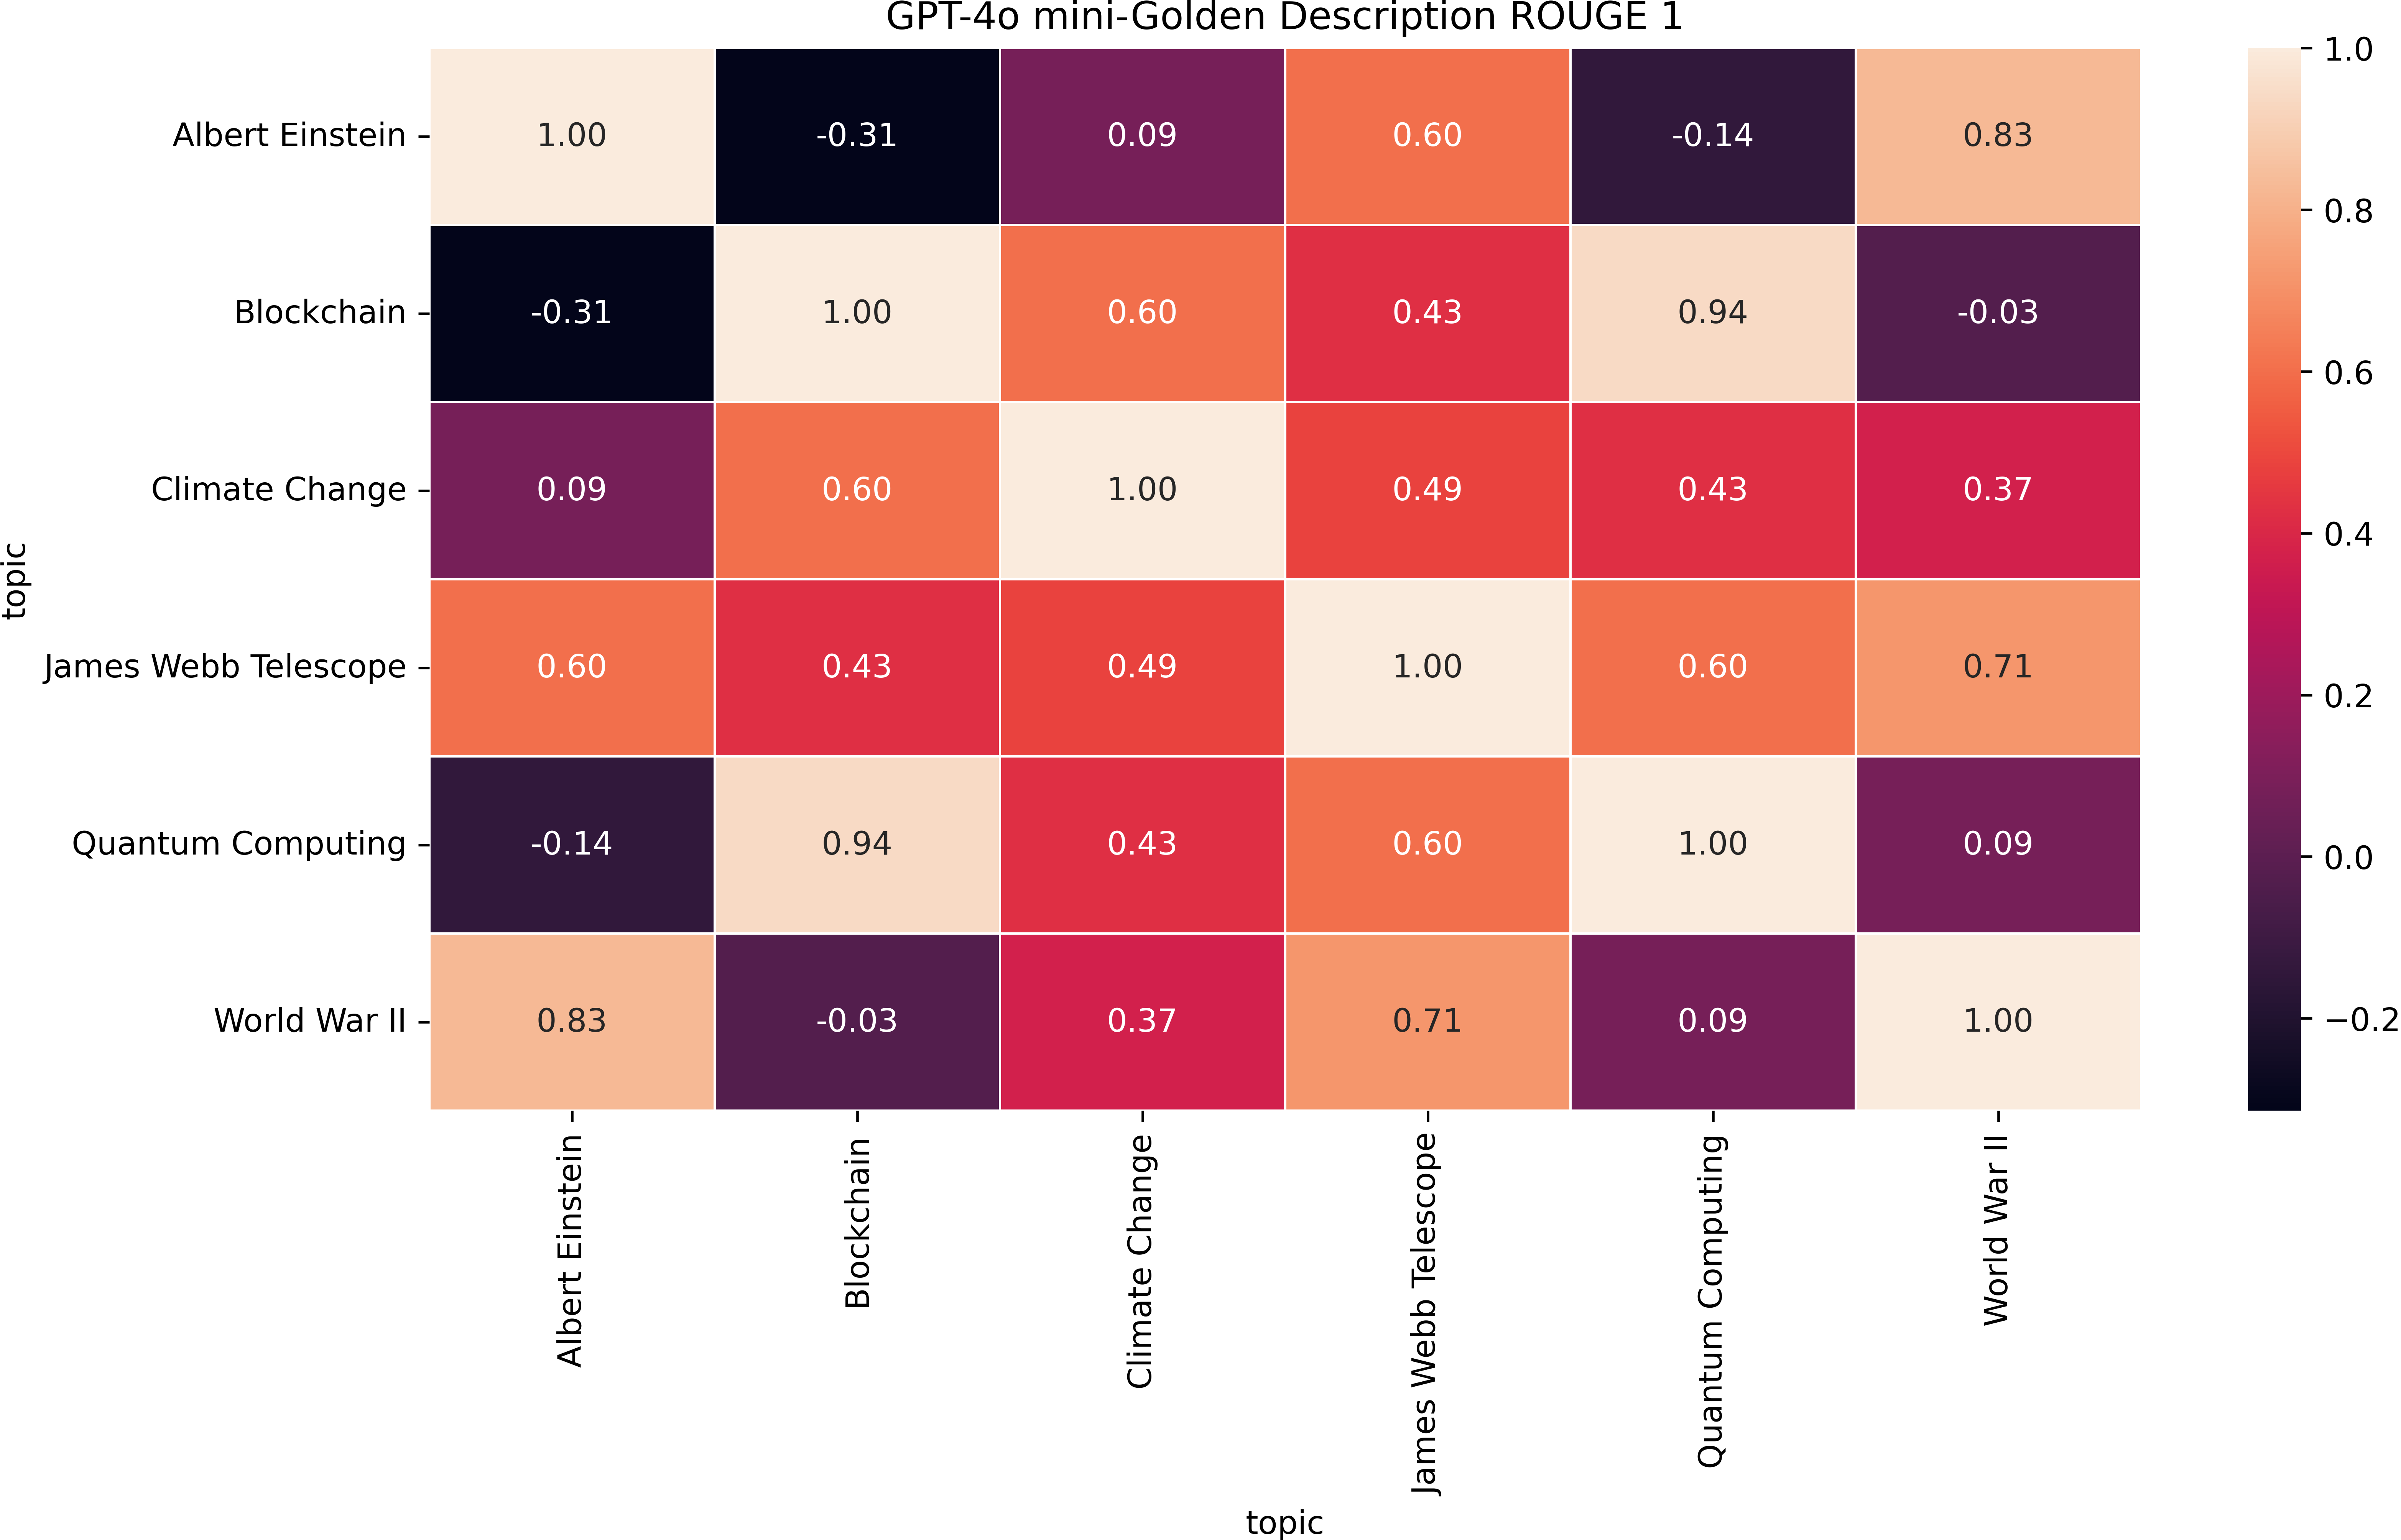 GPT-4o mini-Golden Description ROUGE 1
Albert Einstein 1.00 -0.31 0.09 0.60 -0.14 0.83
Blockchain -0.31 1.00 0.60 0.43 0.94 -0.03
Climate Change 0.09 0.60 1.00 0.49 0.43 0.37
James Webb Telescope 0.60 0.43 0.49 1.00 0.60 0.71
Quantum Computing -0.14 0.94 0.43 0.60 1.00 0.09
World War II 0.83 -0.03 0.37 0.71 0.09 1.00
topic
Albert Einstein
Blockchain
Climate Change
James Webb Telescope
Quantum Computing
World War II
topic
1.0
0.8
0.6
0.4
0.2
0.0
−0.2